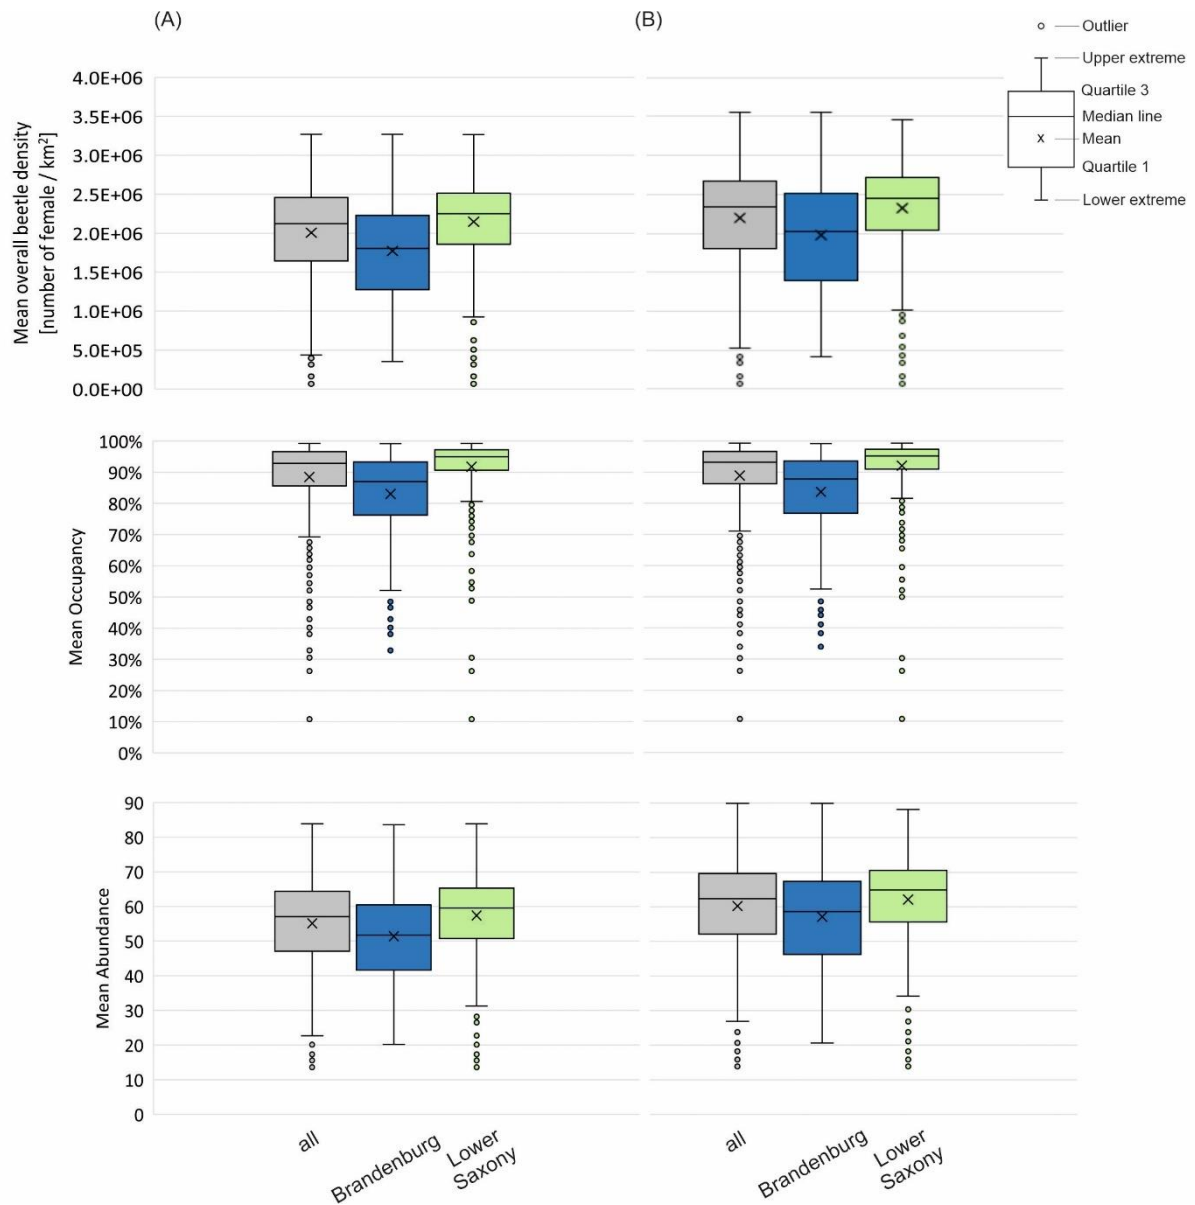 (A)
(B)
Outlier
Upper extreme
Quartile 3
Median line
Mean
Quartile 1
Lower extreme
Mean overall beetle density
[number of female / km²]
4.0E+06
3.5E+06
3.0E+06
2.5E+06
2.0E+06
1.5E+06
1.0E+06
5.0E+05
0.0E+00
Mean Occupancy
100%
90%
80%
70%
60%
50%
40%
30%
20%
10%
0%
Mean Abundance
90
80
70
60
50
40
30
20
10
0
all
Brandenburg
Lower
Saxony
all
Brandenburg
Lower
Saxony